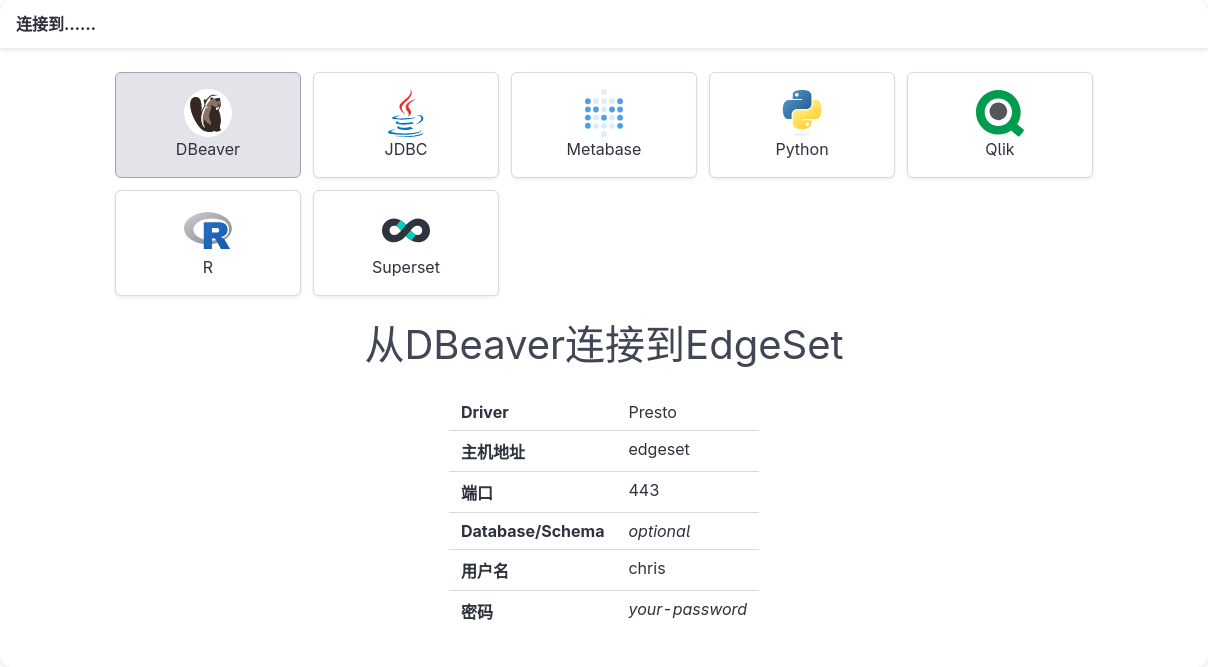 连接到……
DBeaver
JDBC
Metabase
Python
Qlik
R
Superset
从DBeaver连接到EdgeSet
Driver Presto
主机地址 edgeset
端口 443
Database/Schema optional
用户名 chris
密码 your-password